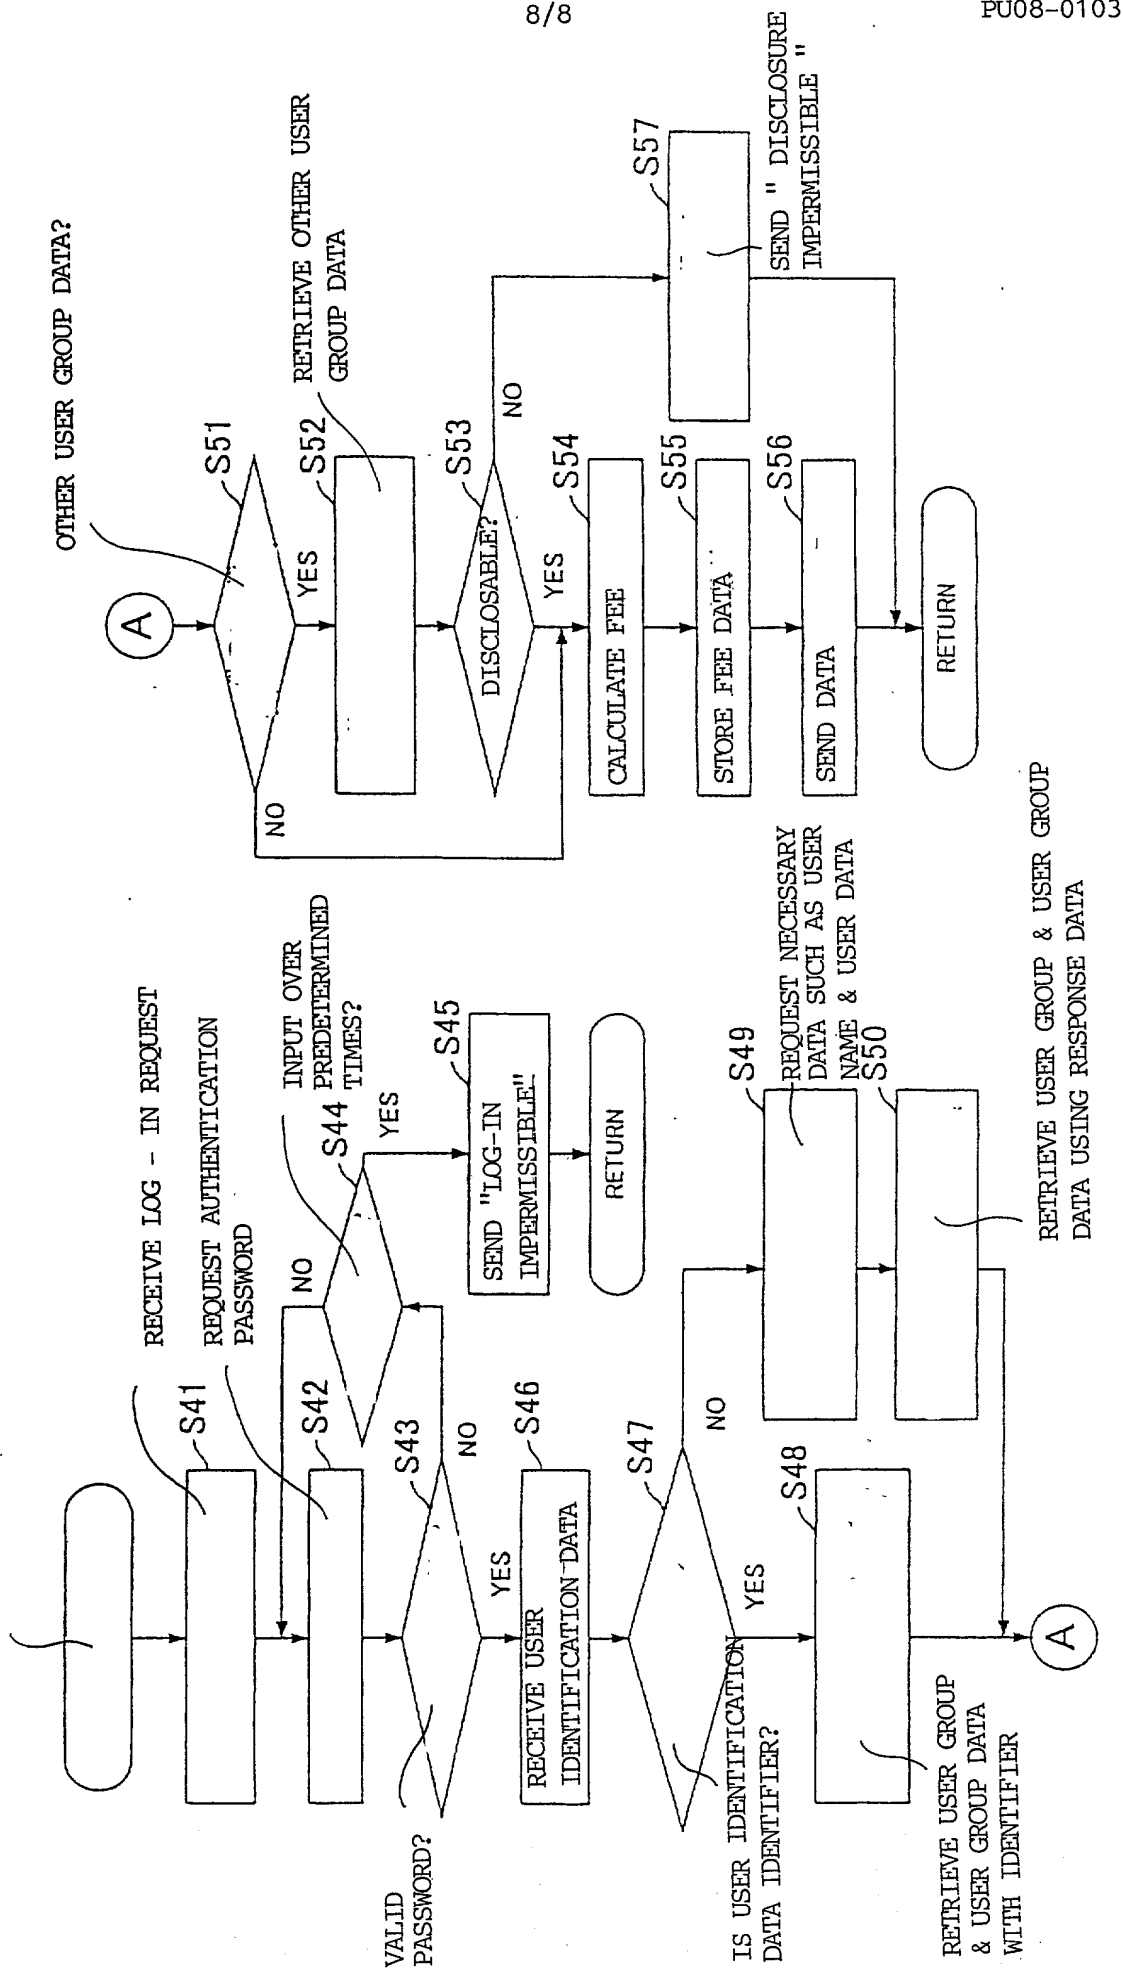 8/8
PU08-0103
RECEIVE LOG - IN REQUEST
S41
REQUEST AUTHENTICATION
PASSWORD
S42
VALID
PASSWORD?
S43
NO
YES
INPUT OVER
PREDETERMINED
TIMES?
S44
NO
YES
S45
SEND "LOG-IN
IMPERMISSIBLE"
RETURN
S46
RECEIVE USER
IDENTIFICATION DATA
S47
IS USER IDENTIFICATION
DATA IDENTIFIER?
NO
YES
S48
RETRIEVE USER GROUP
& USER GROUP DATA
WITH IDENTIFIER
S49
REQUEST NECESSARY
DATA SUCH AS USER
NAME & USER DATA
S50
RETRIEVE USER GROUP & USER GROUP
DATA USING RESPONSE DATA
A
A
OTHER USER GROUP DATA?
S51
NO
YES
S52
RETRIEVE OTHER USER
GROUP DATA
S53
DISCLOSABLE?
NO
YES
S54
CALCULATE FEE
S55
STORE FEE DATA
S56
SEND DATA
S57
SEND " DISCLOSURE
IMPERMISSIBLE "
RETURN